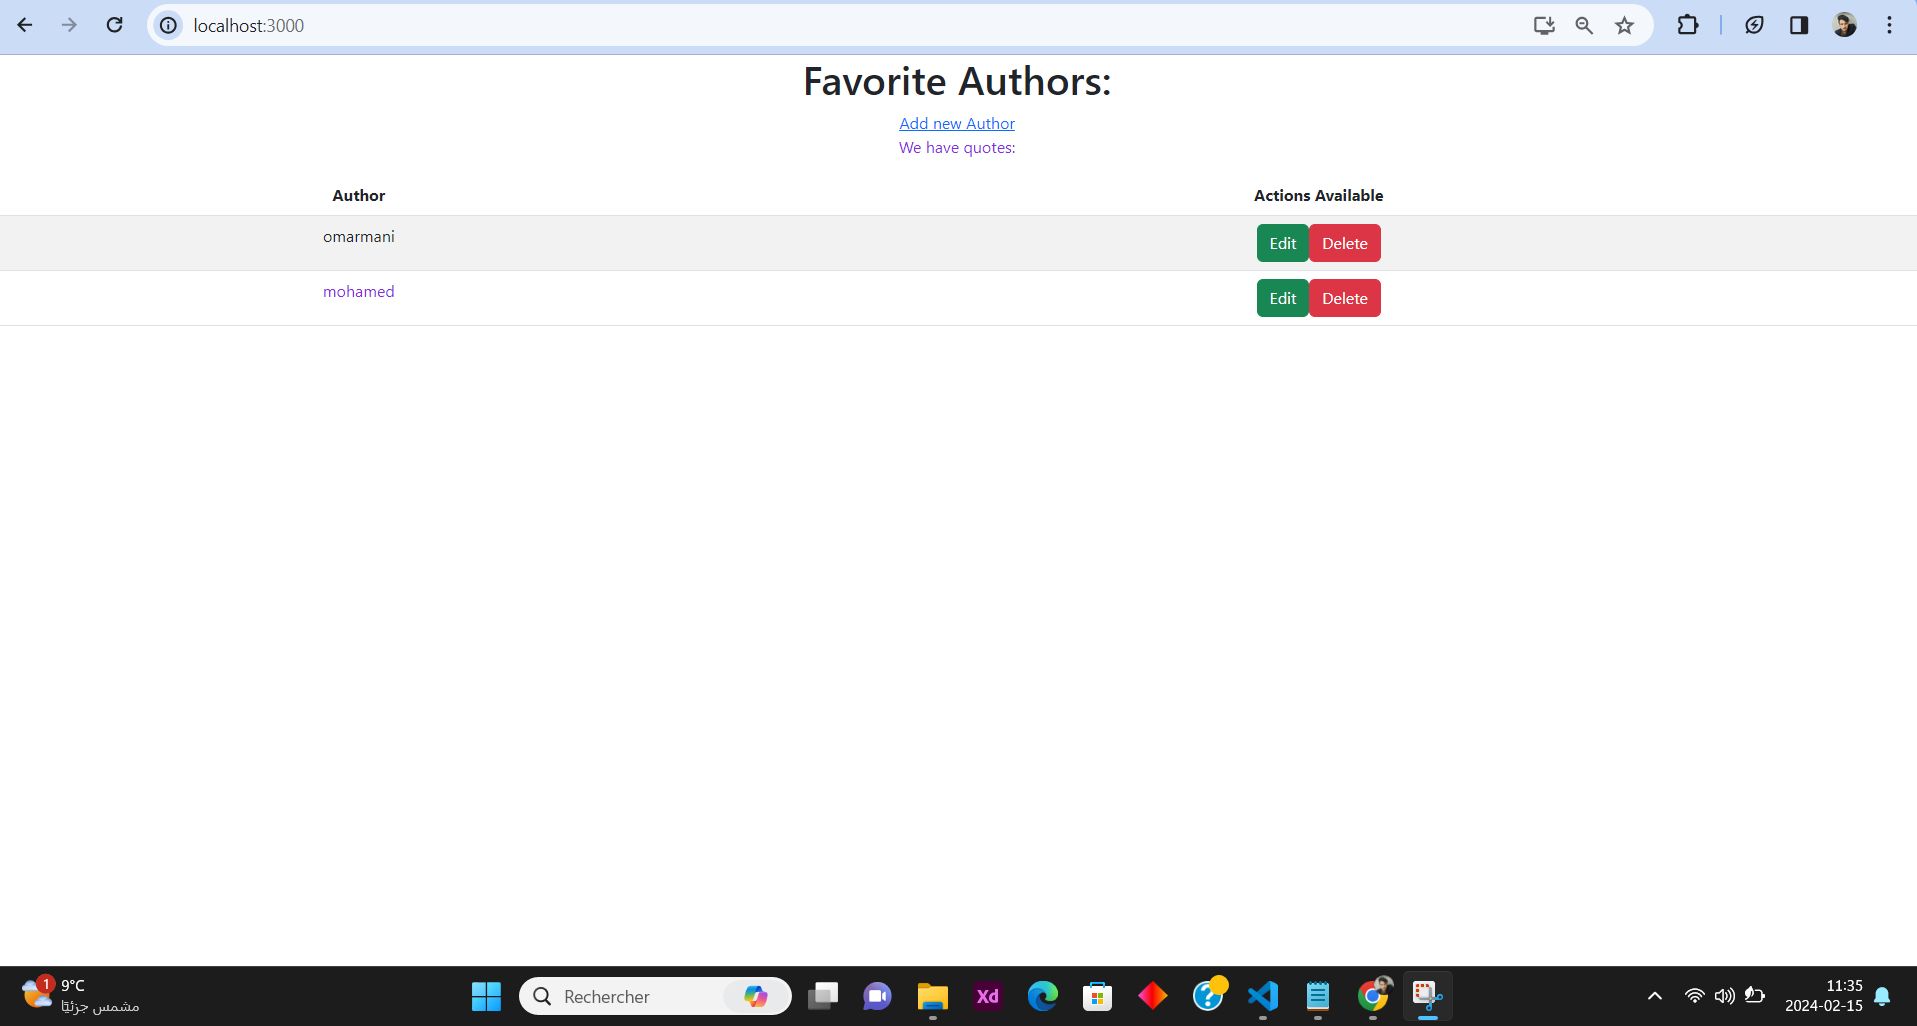 localhost:3000
Favorite Authors:
Add new Author
We have quotes:
Author Actions Available
omarmani Edit Delete
mohamed Edit Delete
1 9°C
مشمس جزئيًا
Rechercher
Xd
11:35
2024-02-15